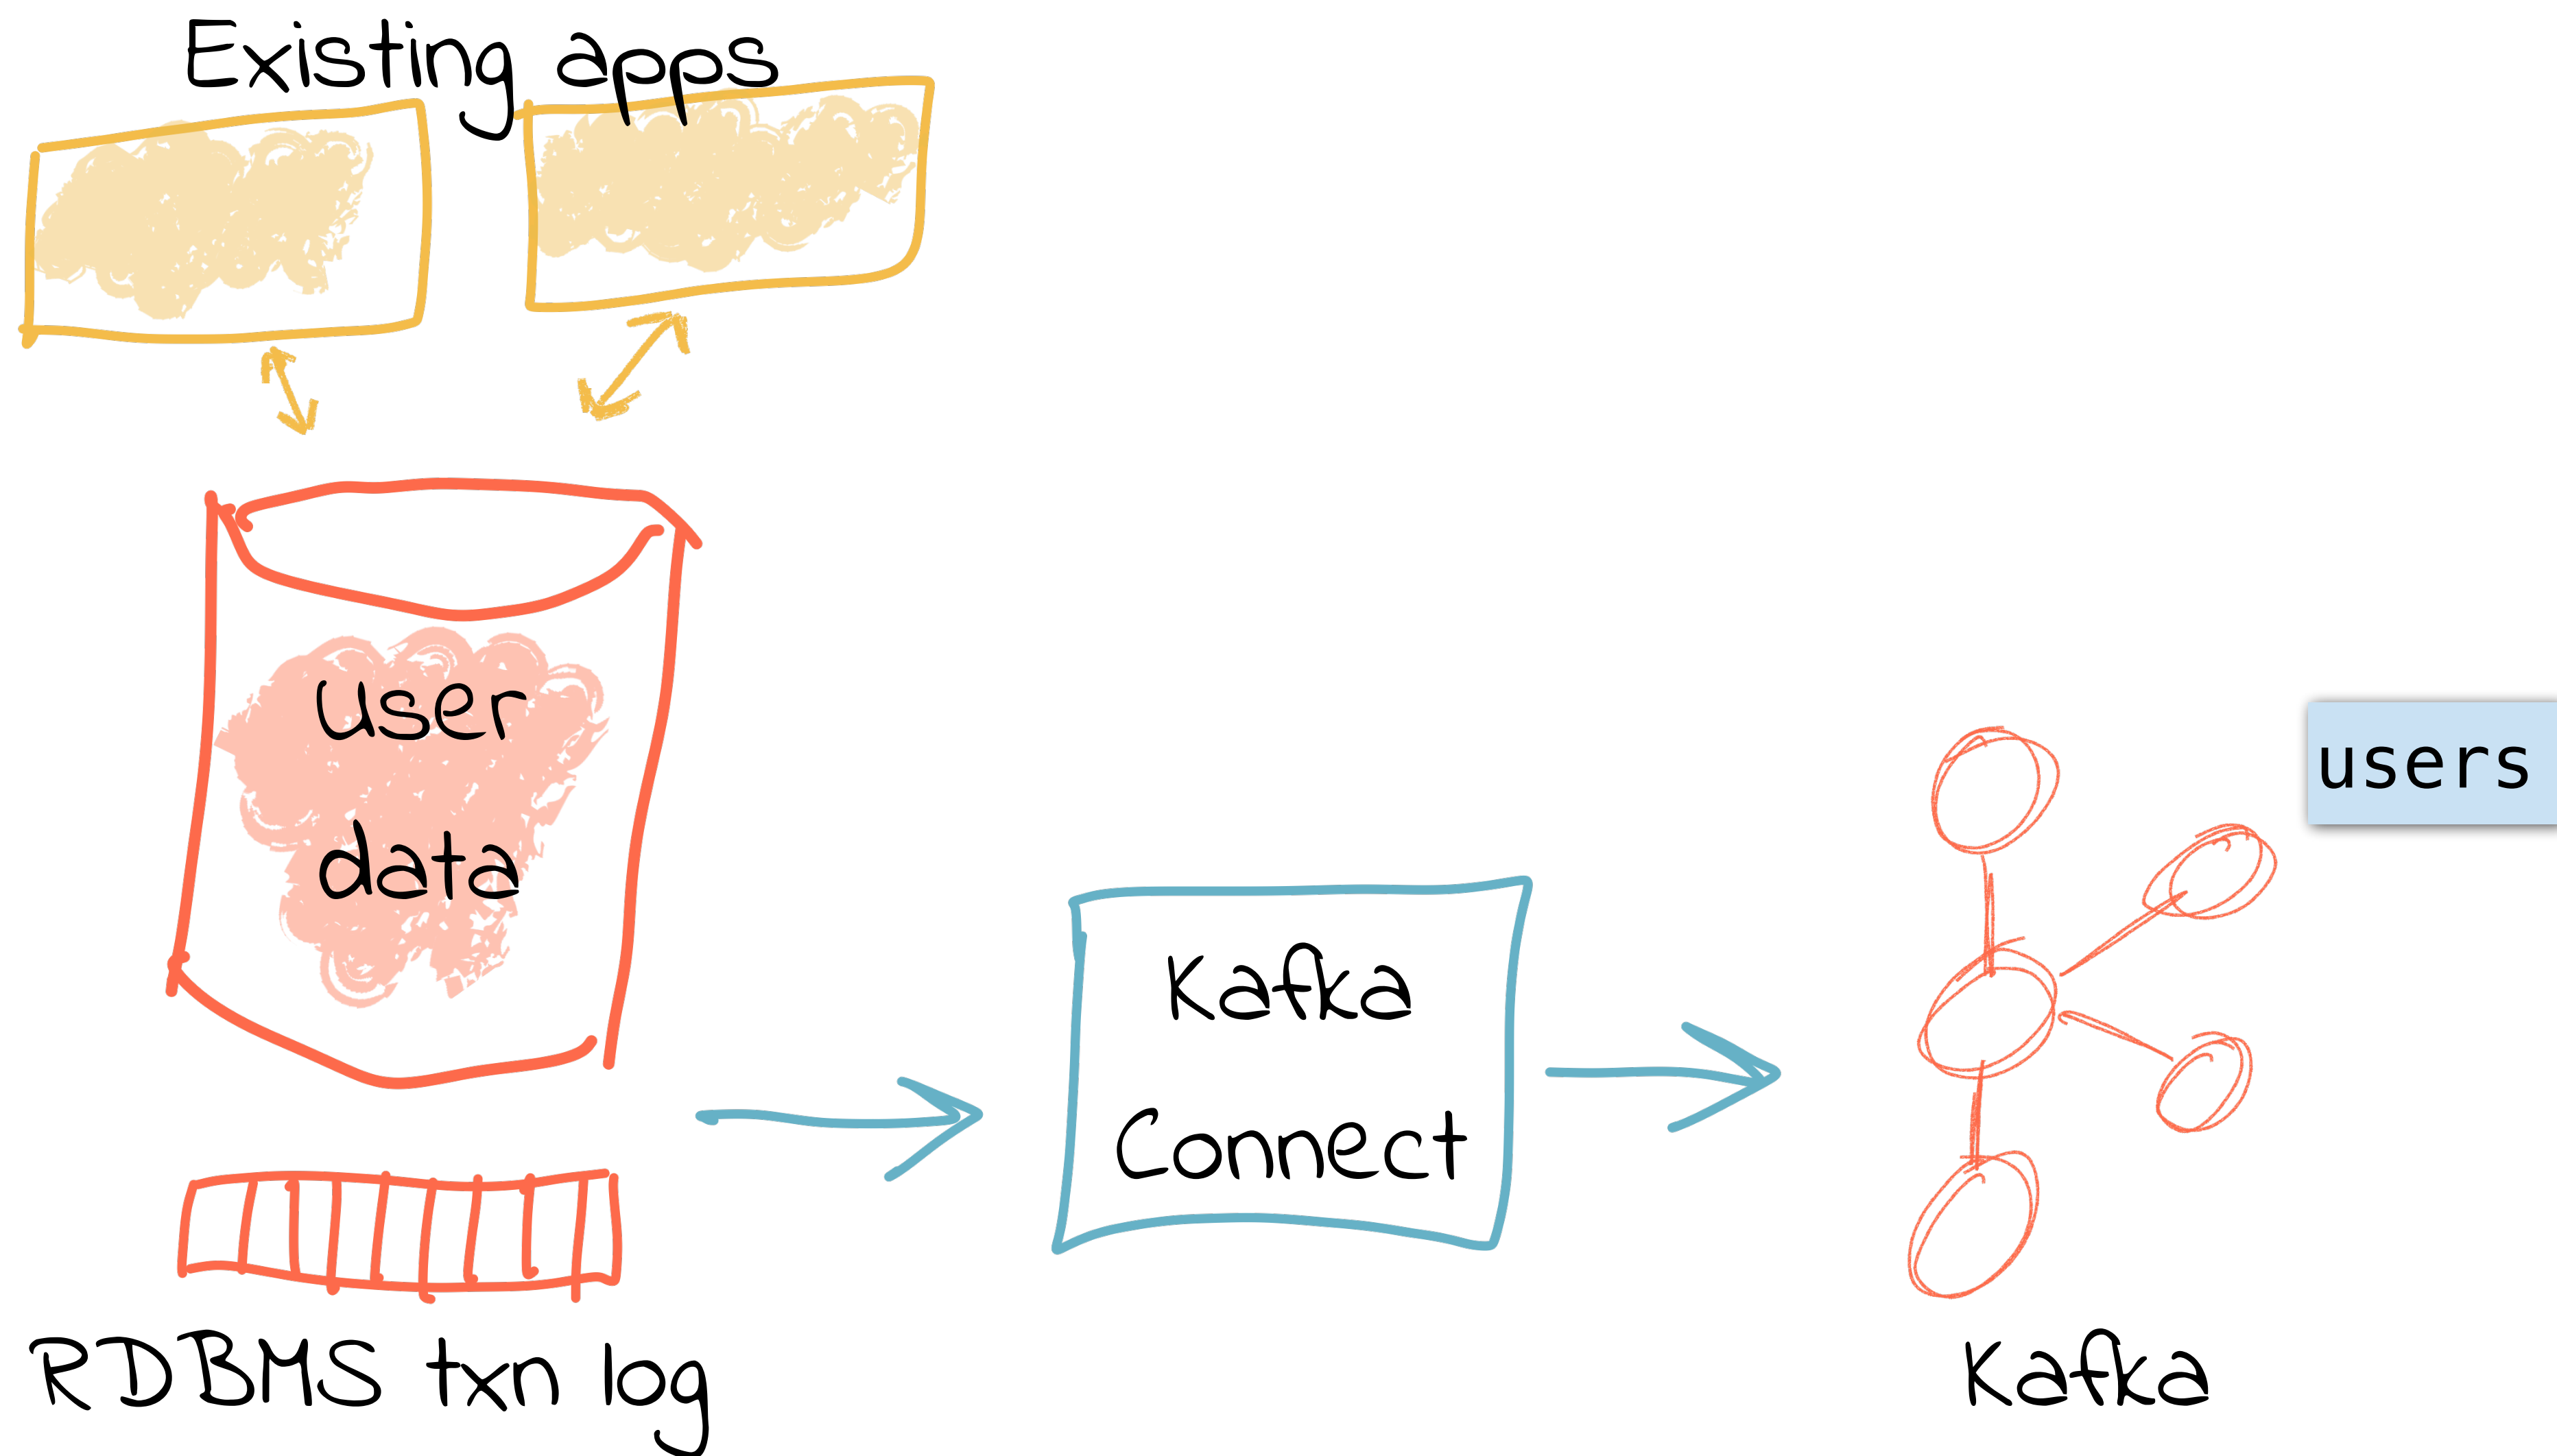 Existing apps
user
data
users
Kafka
Connect
RDBMS txn log
Kafka